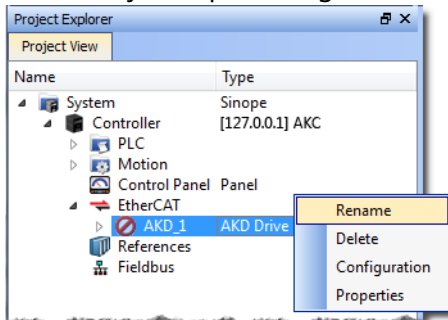 Project Explorer
Project View
Name Type
System Sinope
Controller [127.0.0.1] AKC
PLC
Motion
Control Panel Panel
EtherCAT
AKD_1 AKD Drive
References
Fieldbus
Rename
Delete
Configuration
Properties